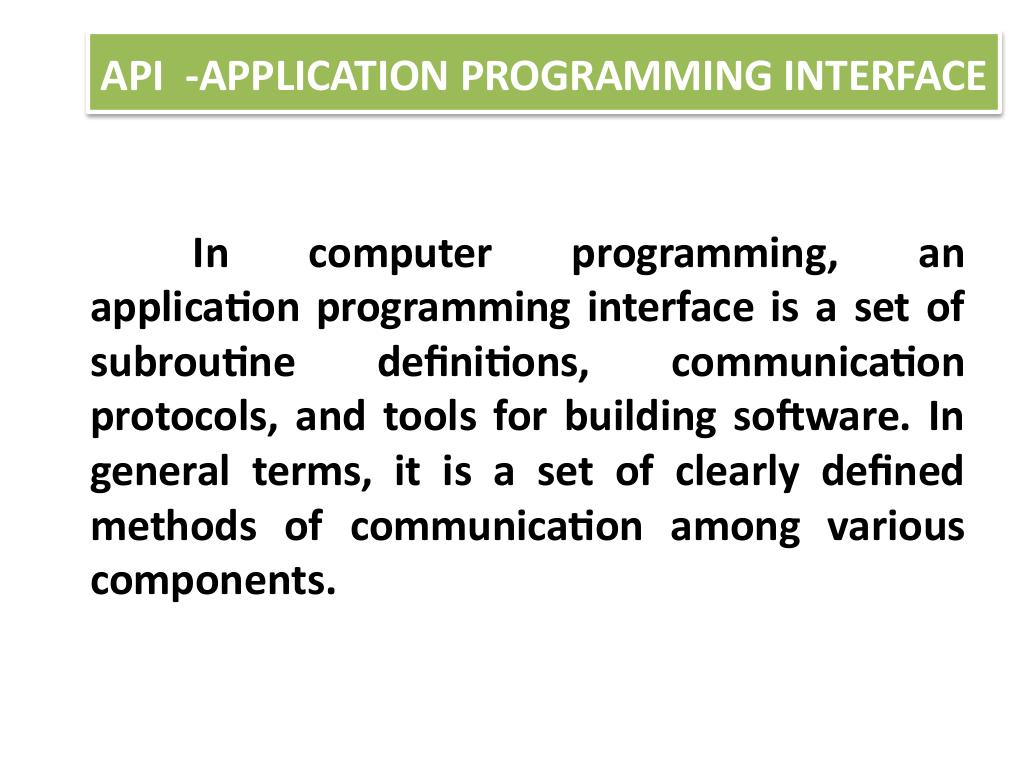 API  -APPLICATION PROGRAMMING INTERFACE
In computer programming, an
application programming interface is a set of
subroutine definitions, communication
protocols, and tools for building software. In
general terms, it is a set of clearly defined
methods of communication among various
components.